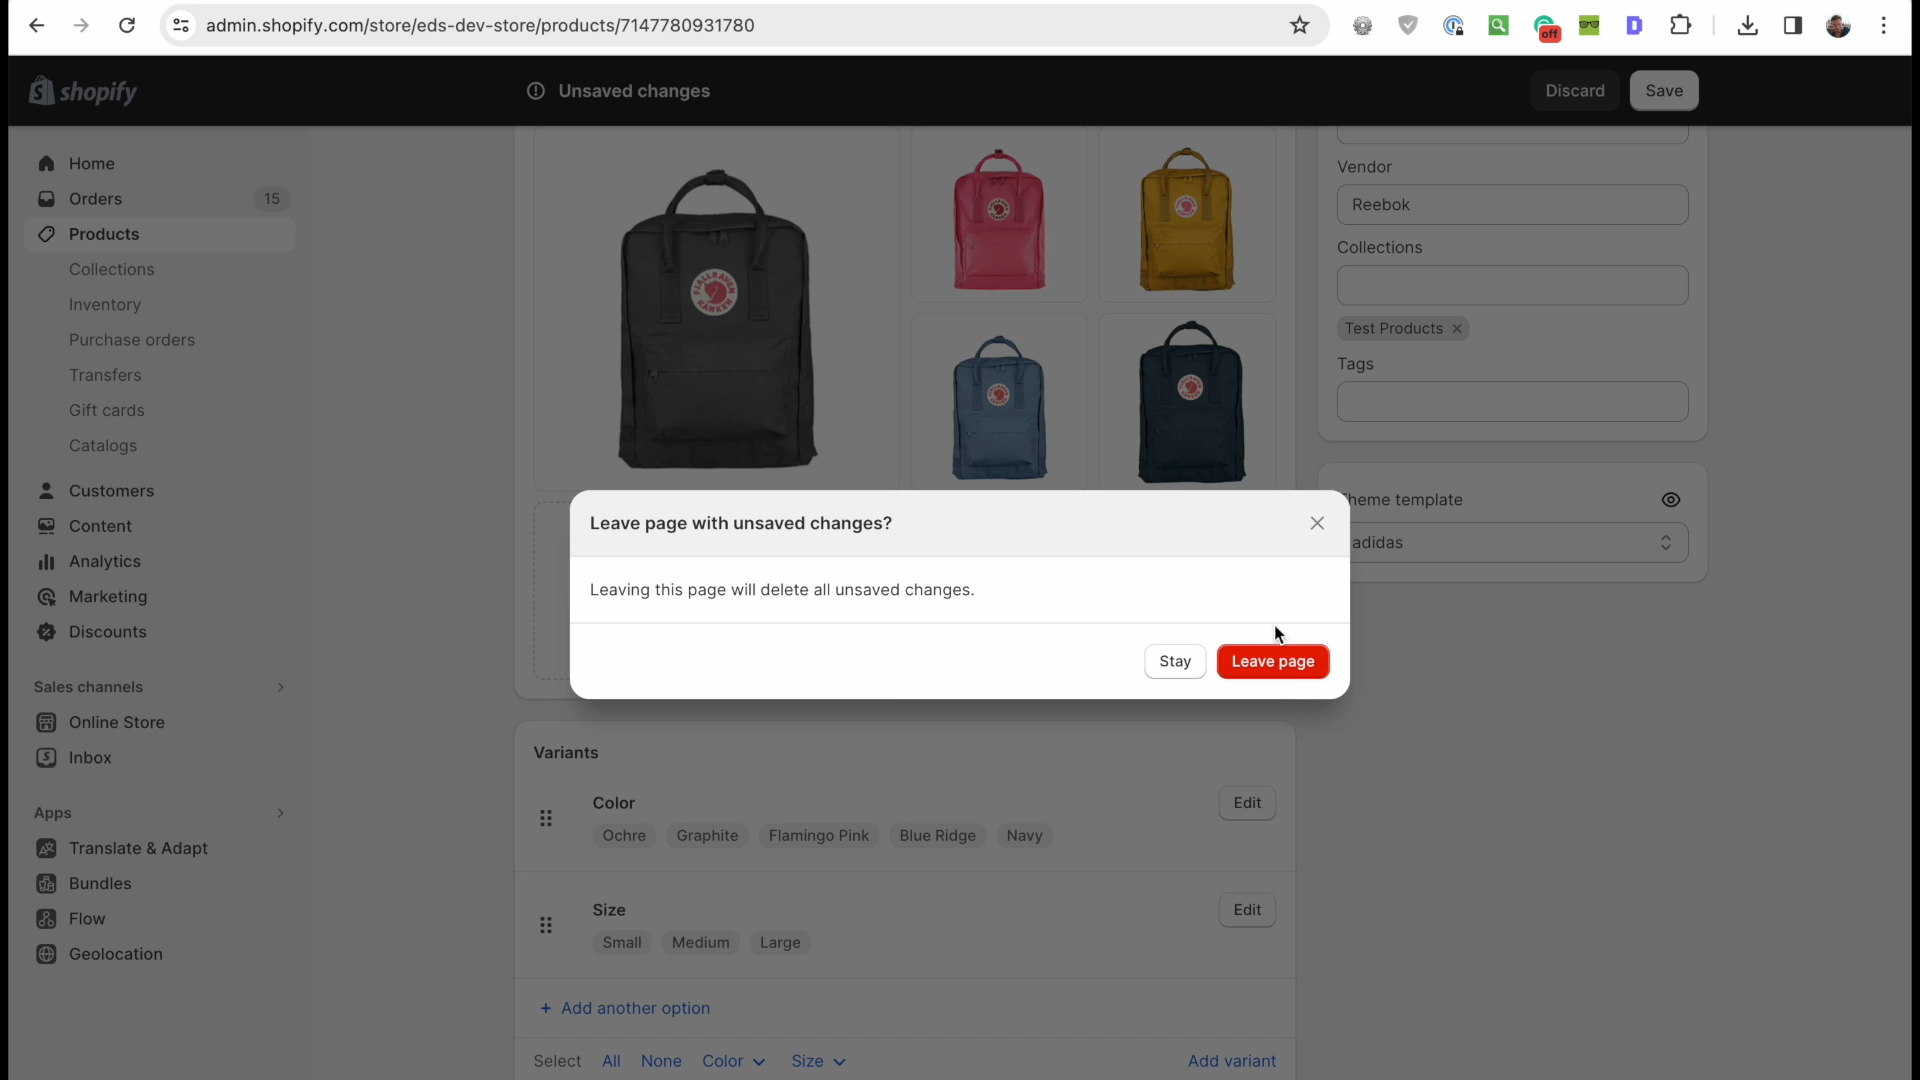 admin.shopify.com/store/eds-dev-store/products/7147780931780
off
shopify
Unsaved changes
Discard
Save
Home
Orders 15
Products
Collections
Inventory
Purchase orders
Transfers
Gift cards
Catalogs
Customers
Content
Analytics
Marketing
Discounts
Sales channels
Online Store
Inbox
Apps
Translate & Adapt
Bundles
Flow
Geolocation
FJALLRAVEN
KANKEN
Vendor
Reebok
Collections
Test Products
Tags
heme template
adidas
Leave page with unsaved changes?
Leaving this page will delete all unsaved changes.
Stay
Leave page
Variants
Color
Edit
Ochre Graphite Flamingo Pink Blue Ridge Navy
Size
Edit
Small Medium Large
+ Add another option
Select All None Color Size Add variant